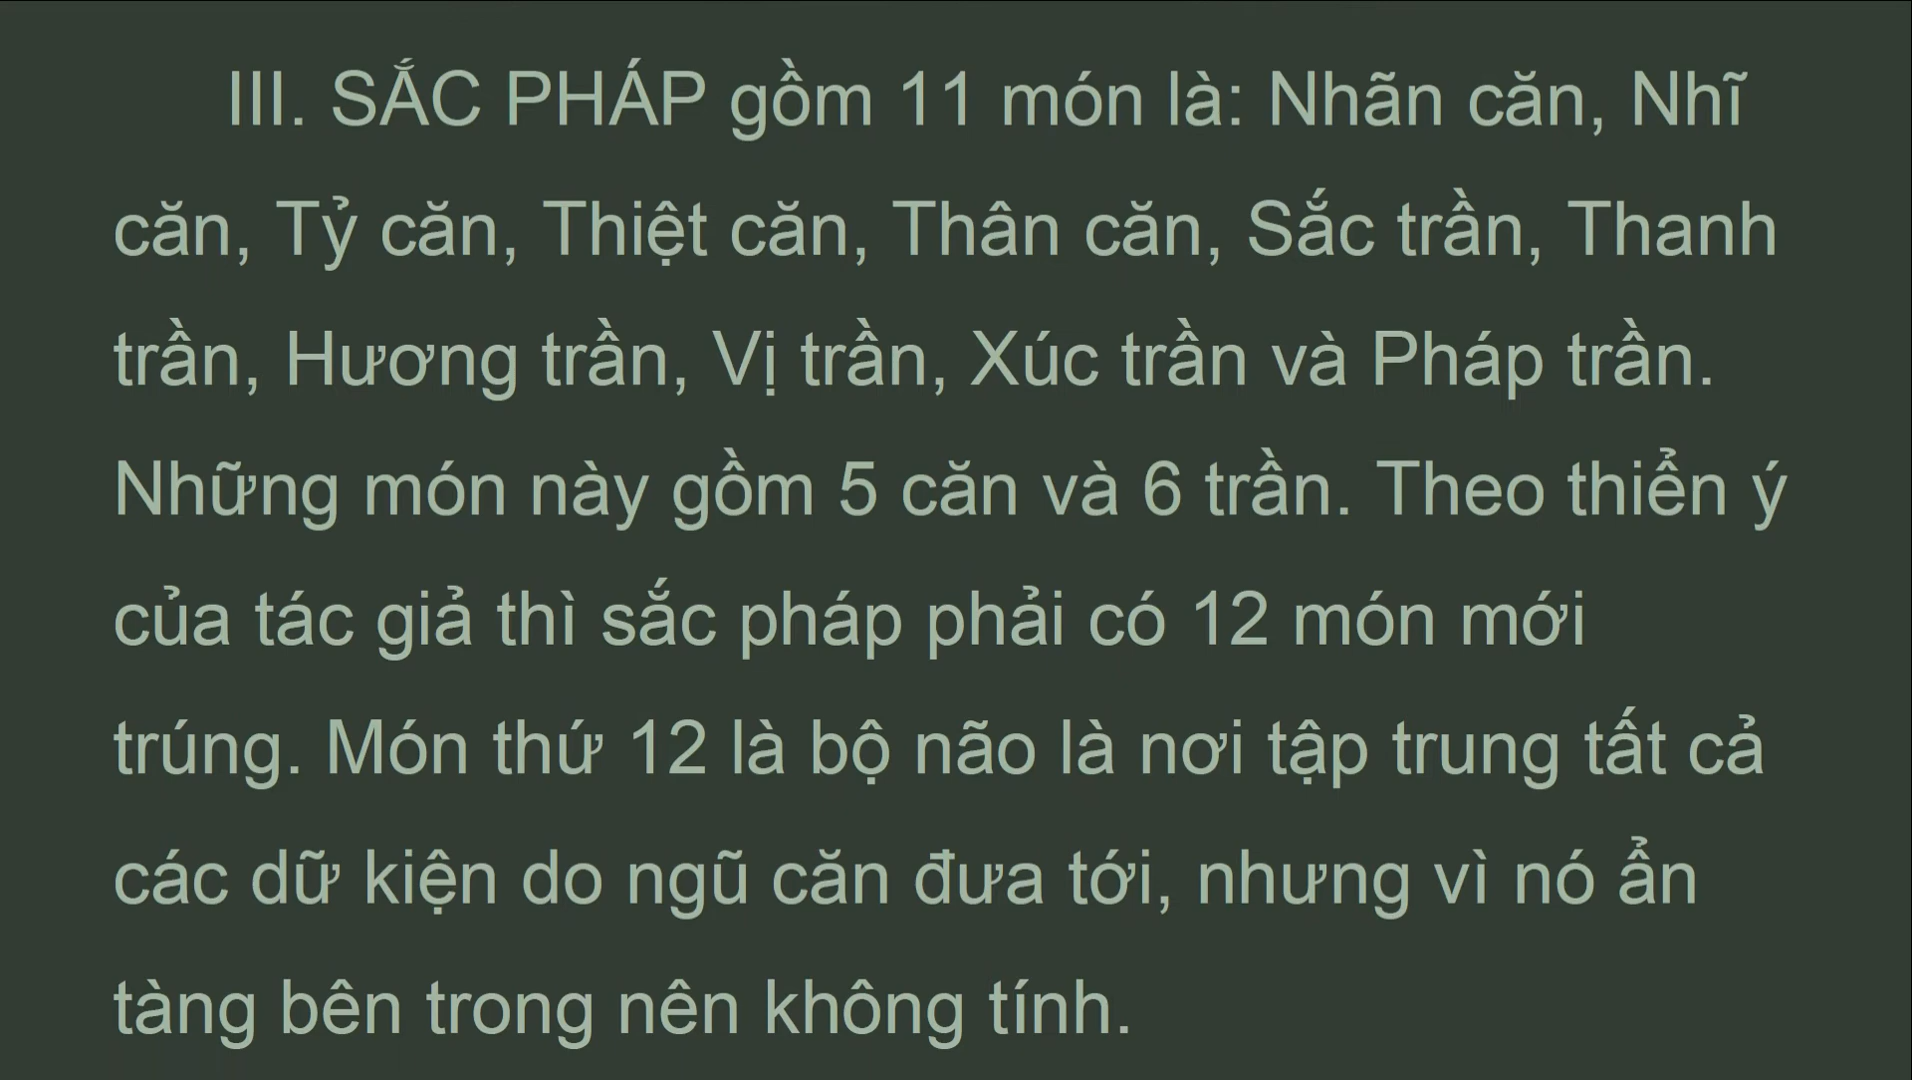 III. SẮC PHÁP gồm 11 món là: Nhãn căn, Nhĩ
căn, Tỷ căn, Thiệt căn, Thân căn, Sắc trần, Thanh
trần, Hương trần, Vị trần, Xúc trần và Pháp trần.
Những món này gồm 5 căn và 6 trần. Theo thiển ý
của tác giả thì sắc pháp phải có 12 món mới
trúng. Món thứ 12 là bộ não là nơi tập trung tất cả
các dữ kiện do ngũ căn đưa tới, nhưng vì nó ẩn
tàng bên trong nên không tính.